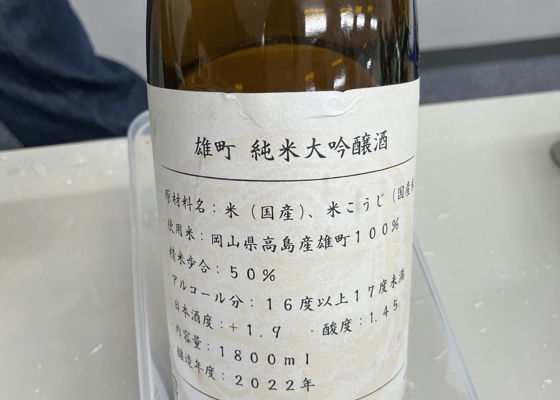 雄町 純米大吟醸酒
・原材料名：米（国産）、米こうじ（国産米
・使用米：岡山県高島産雄町１００％
・精米歩合：５０％
・アルコール分：１６度以上１７度未満
・日本酒度：＋１.９ ・酸度：１.４５
・内容量：１８００ｍｌ
・醸造年度：２０２２年